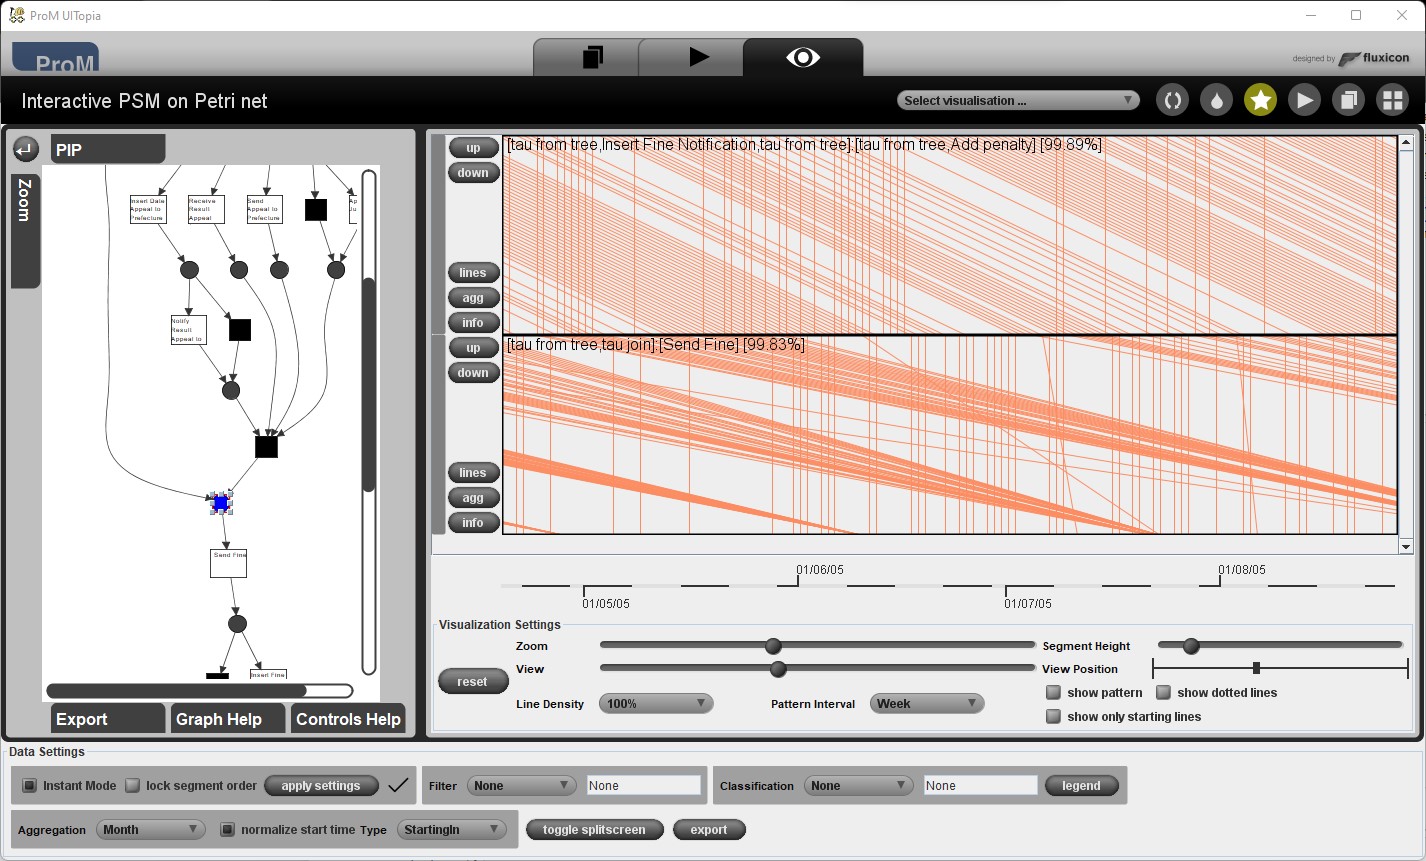 ProM UITopia
ProM
designed by fluxicon
Interactive PSM on Petri net
Select visualisation ...
PIP
Zoom
Insert Date
Appeal to
Prefecture
Receive
Result
Appeal
Send
Appeal to
Prefecture
Ap
Ju
Notify
Result
Appeal to
Send Fine
Insert Fine
Export
Graph Help
Controls Help
up
down
lines
agg
info
[tau from tree,Insert Fine Notification,tau from tree]:[tau from tree,Add penalty] [99.89%]
up
down
lines
agg
info
[tau from tree,tau join]:[Send Fine] [99.83%]
01/05/05
01/06/05
01/07/05
01/08/05
Visualization Settings
Zoom
Segment Height
View
View Position
reset
Line Density
100%
Pattern Interval
Week
show pattern
show dotted lines
show only starting lines
Data Settings
Instant Mode
lock segment order
apply settings
Filter
None
None
Classification
None
None
legend
Aggregation
Month
normalize start time
Type
StartingIn
toggle splitscreen
export